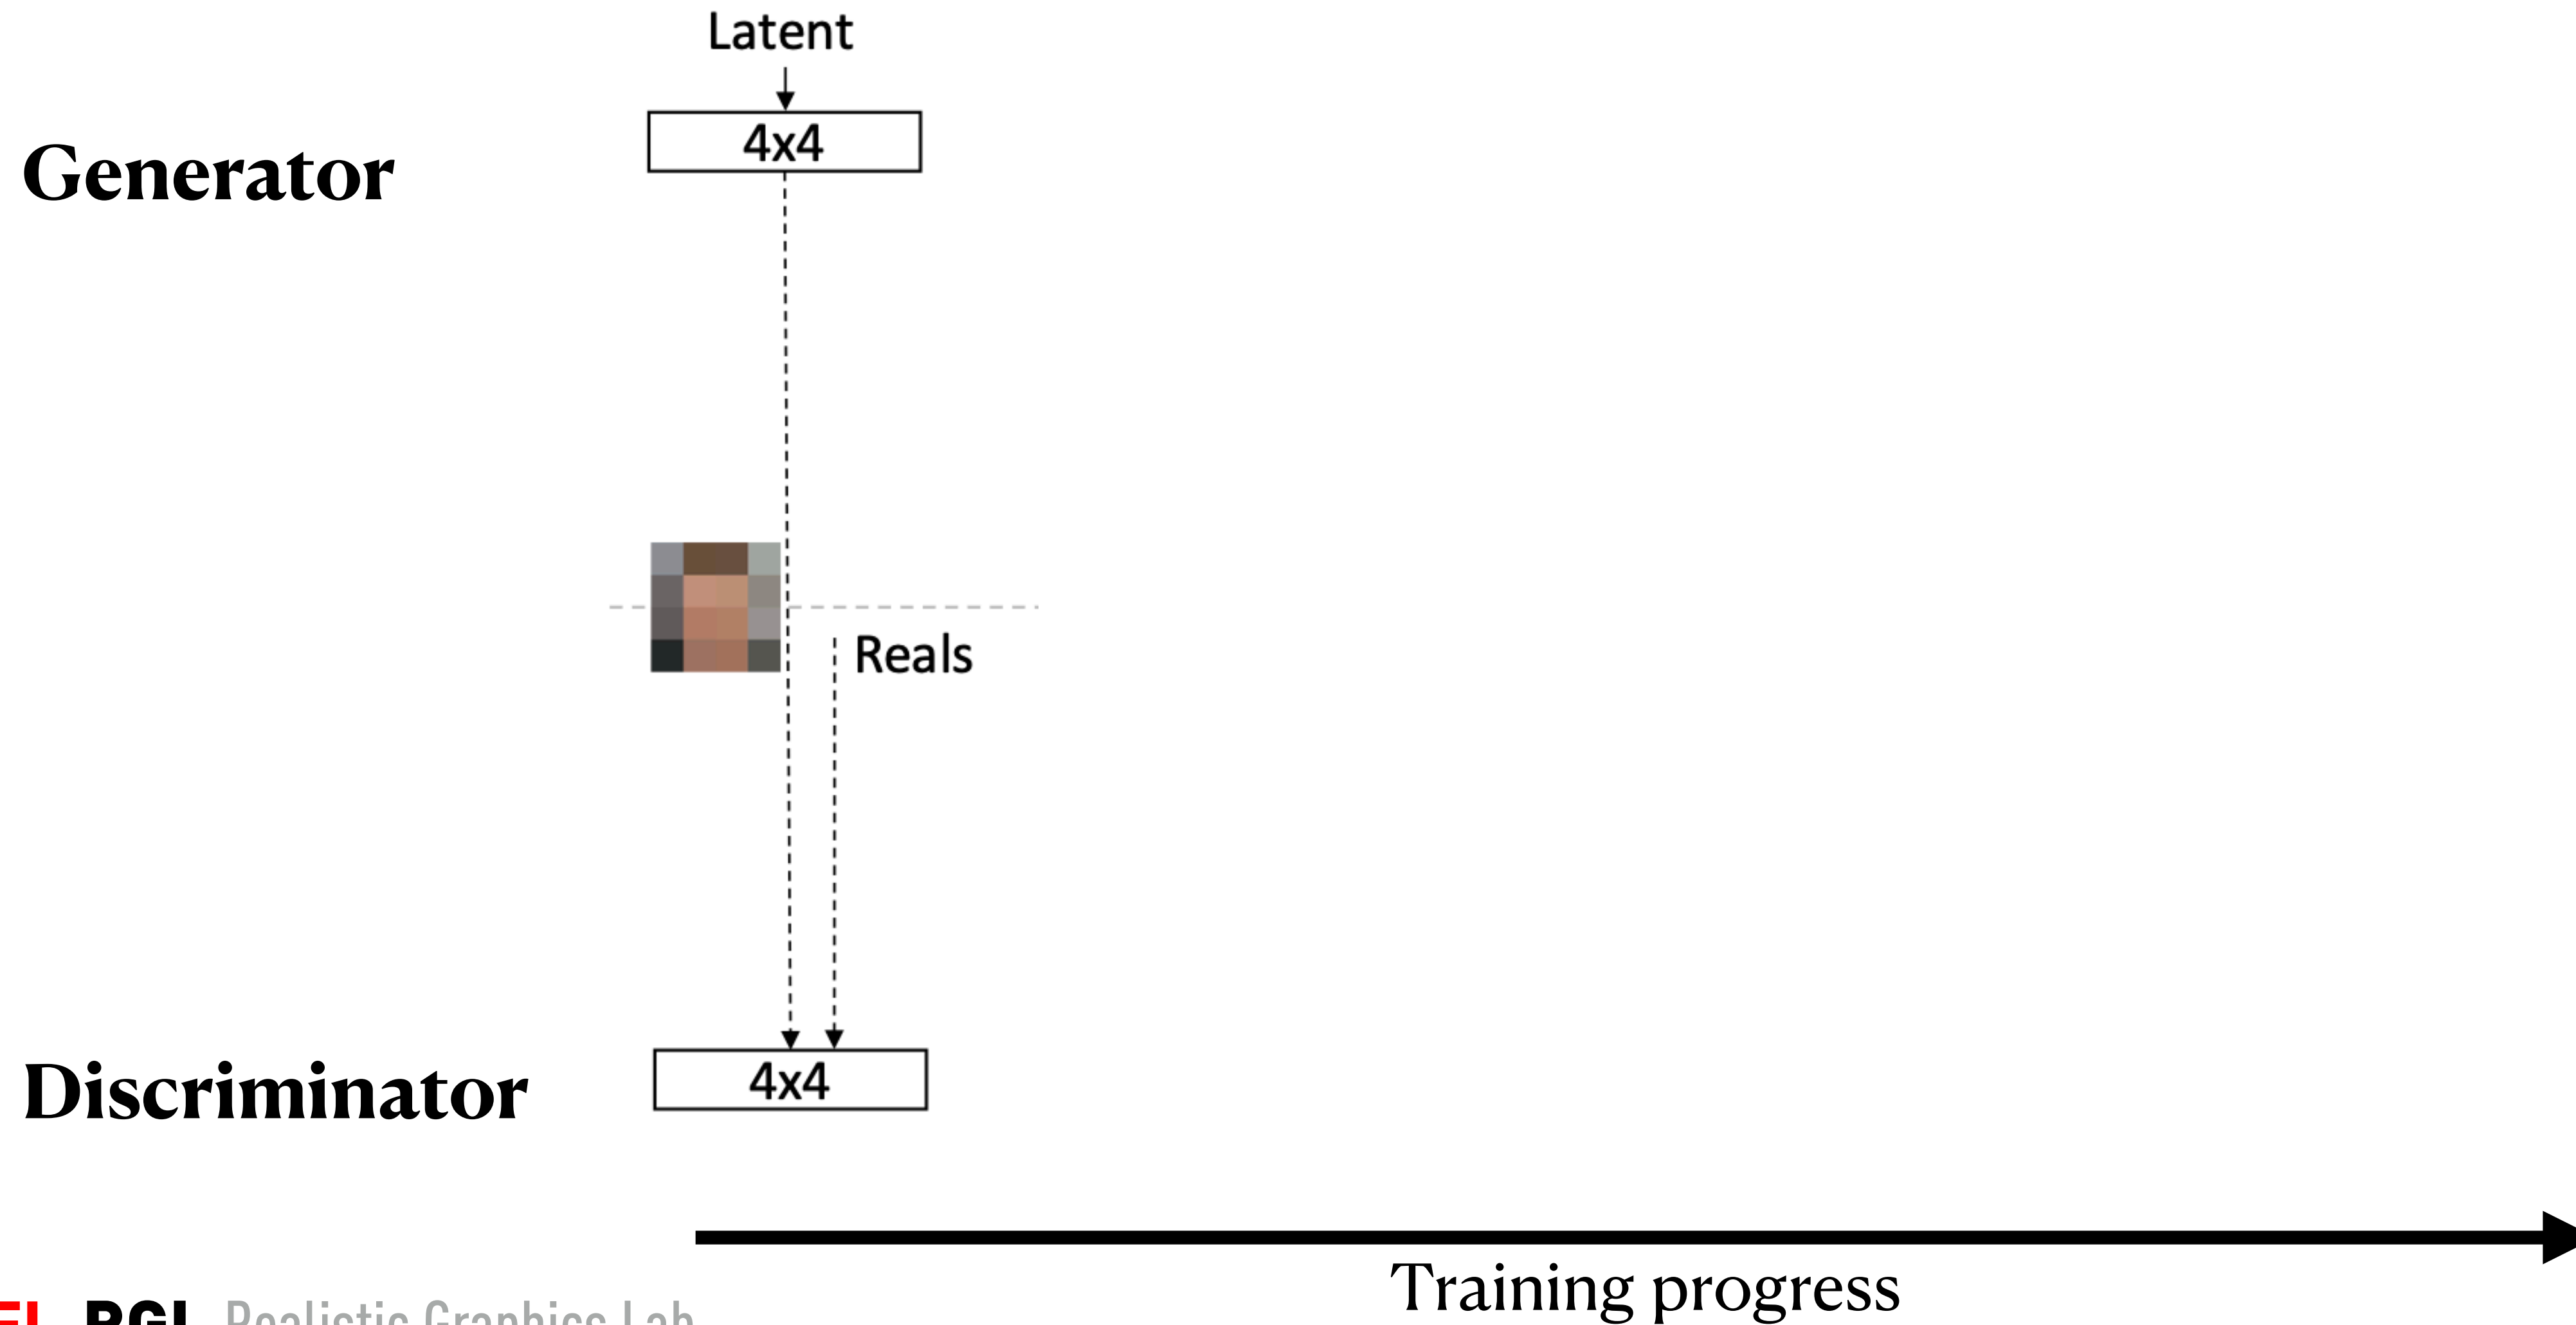 Latent
4x4
Generator
Reals
4x4
Discriminator
Training progress
RGL Realistic Graphics Lab